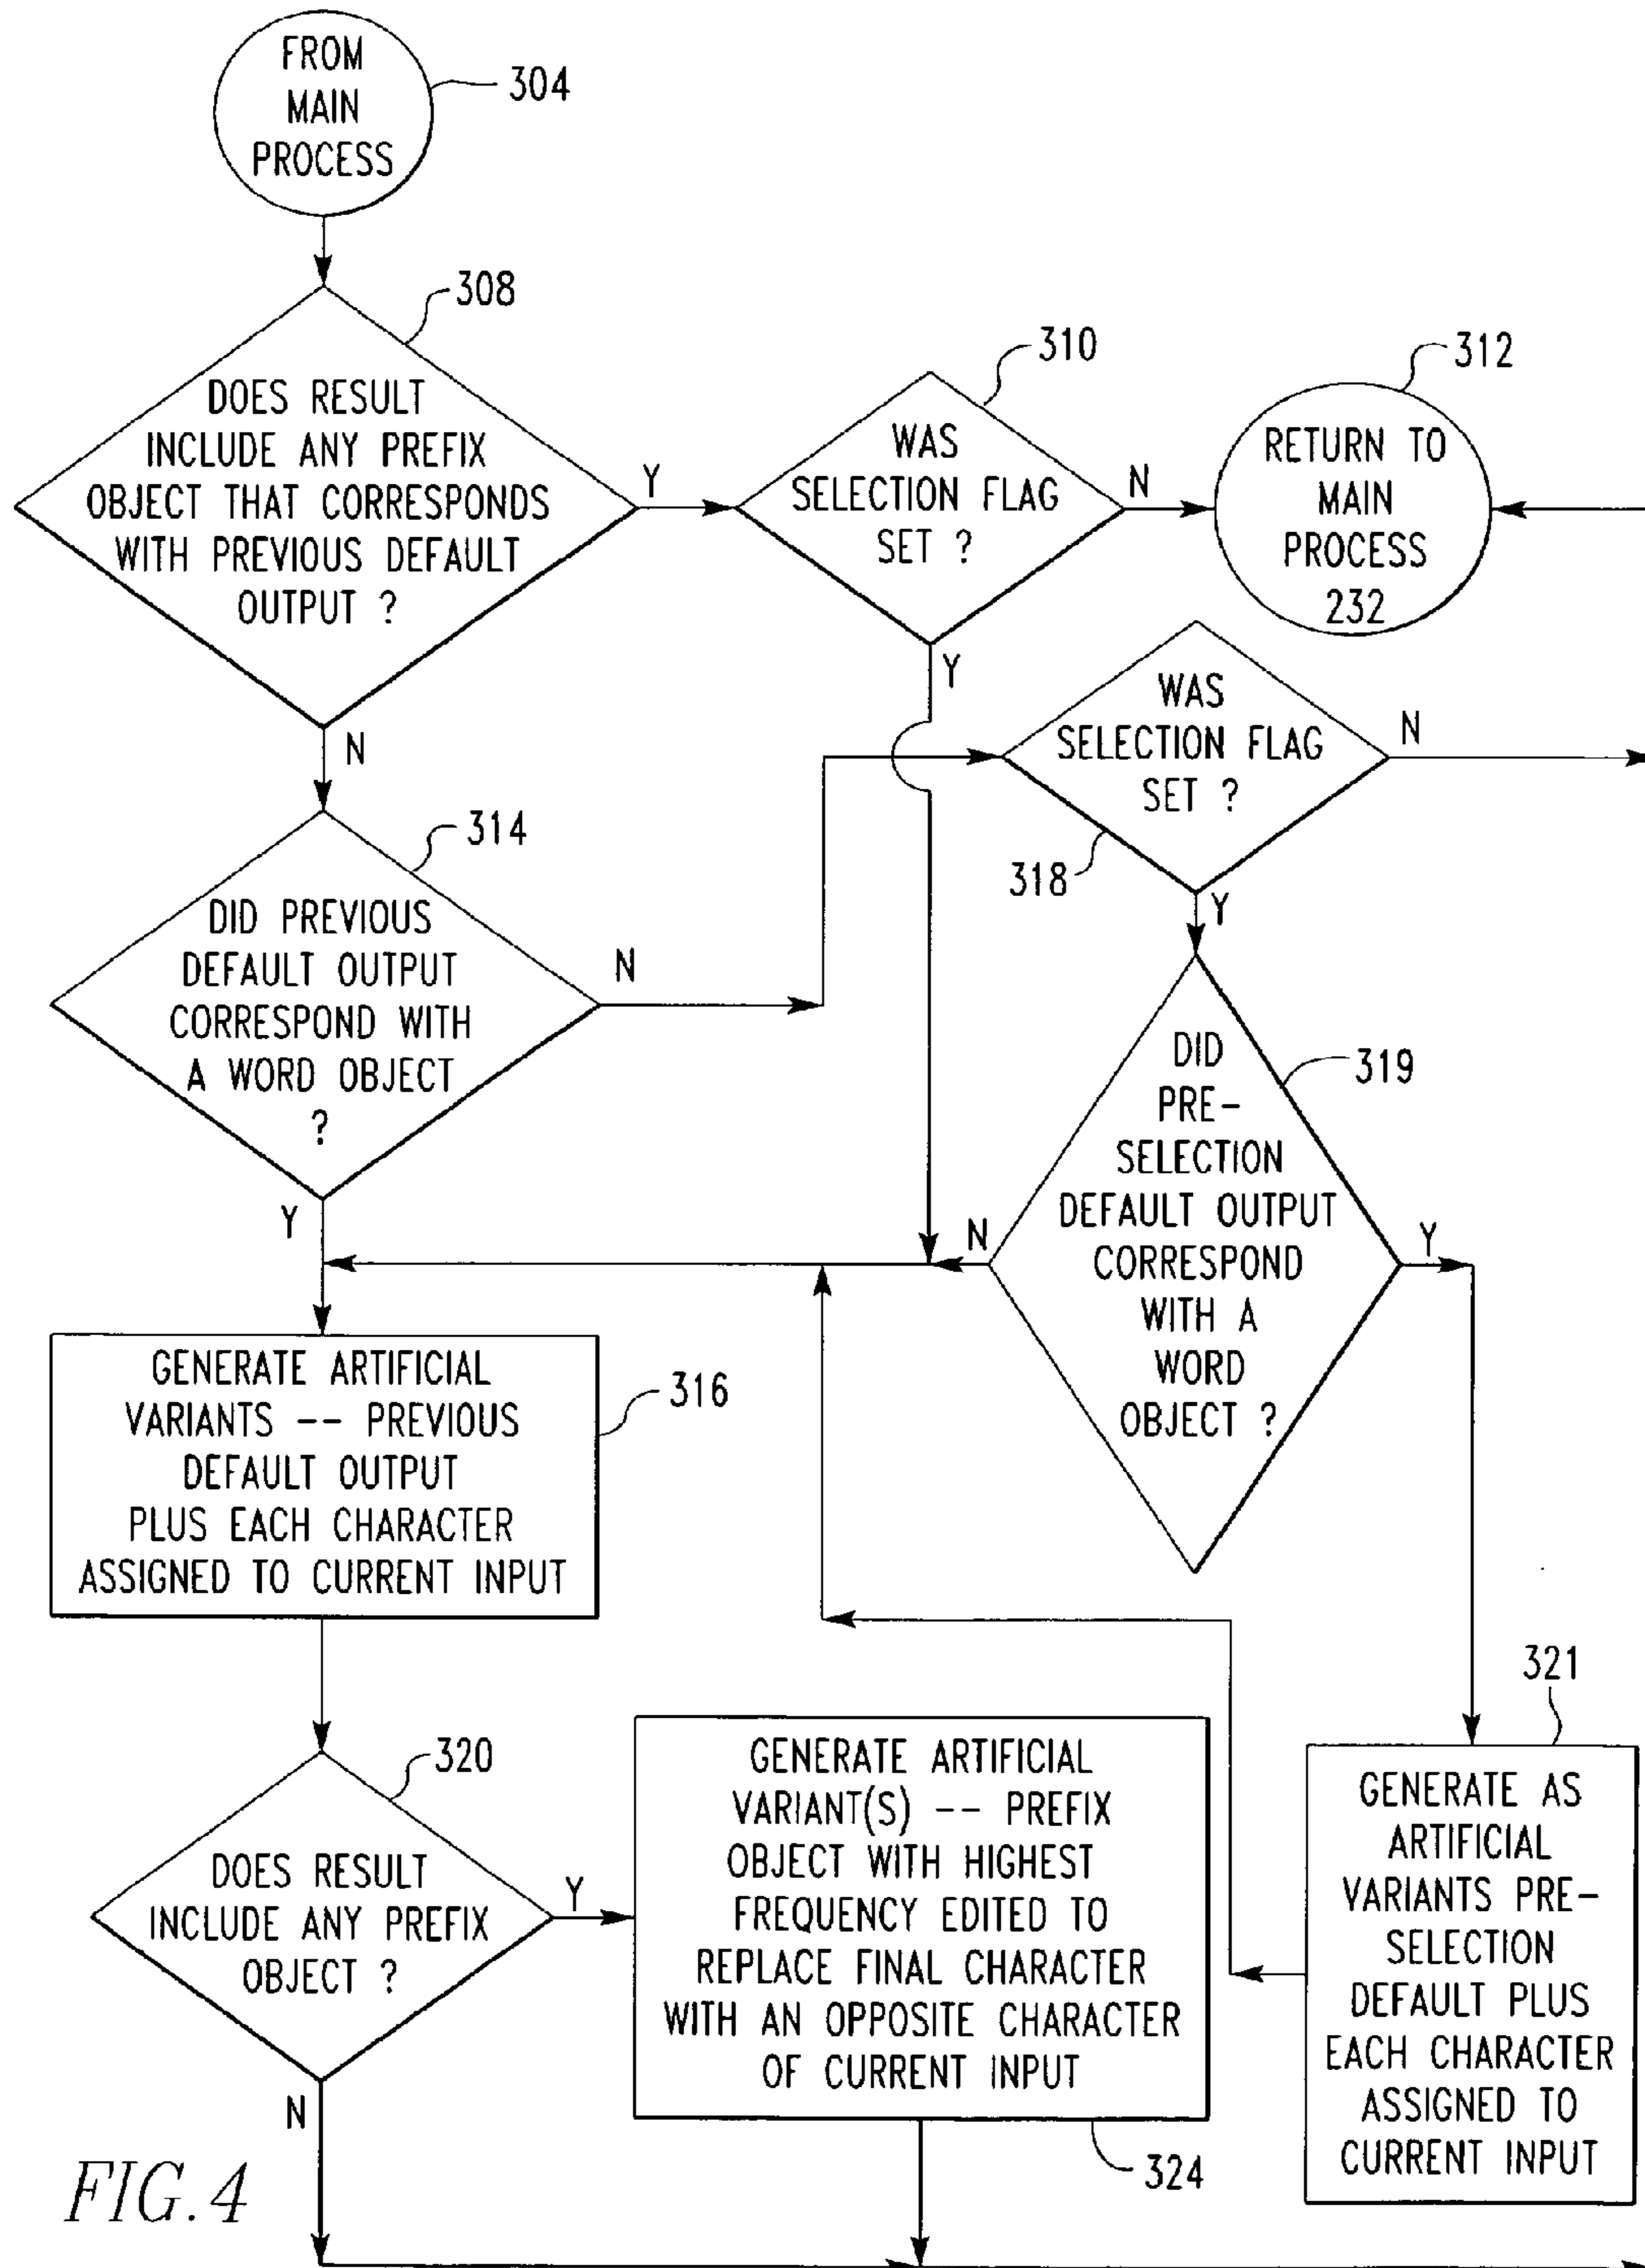 FROM
MAIN
PROCESS
304
308
DOES RESULT
INCLUDE ANY PREFIX
OBJECT THAT CORRESPONDS
WITH PREVIOUS DEFAULT
OUTPUT ?
Y
N
310
WAS
SELECTION FLAG
SET ?
N
Y
312
RETURN TO
MAIN
PROCESS
232
314
DID PREVIOUS
DEFAULT OUTPUT
CORRESPOND WITH
A WORD OBJECT
?
N
Y
WAS
SELECTION FLAG
SET ?
318
N
Y
319
DID
PRE-
SELECTION
DEFAULT OUTPUT
CORRESPOND
WITH A
WORD
OBJECT ?
N
Y
GENERATE ARTIFICIAL
VARIANTS -- PREVIOUS
DEFAULT OUTPUT
PLUS EACH CHARACTER
ASSIGNED TO CURRENT INPUT
316
320
DOES RESULT
INCLUDE ANY PREFIX
OBJECT ?
Y
N
GENERATE ARTIFICIAL
VARIANT(S) -- PREFIX
OBJECT WITH HIGHEST
FREQUENCY EDITED TO
REPLACE FINAL CHARACTER
WITH AN OPPOSITE CHARACTER
OF CURRENT INPUT
324
321
GENERATE AS
ARTIFICIAL
VARIANTS PRE-
SELECTION
DEFAULT PLUS
EACH CHARACTER
ASSIGNED TO
CURRENT INPUT
FIG.4